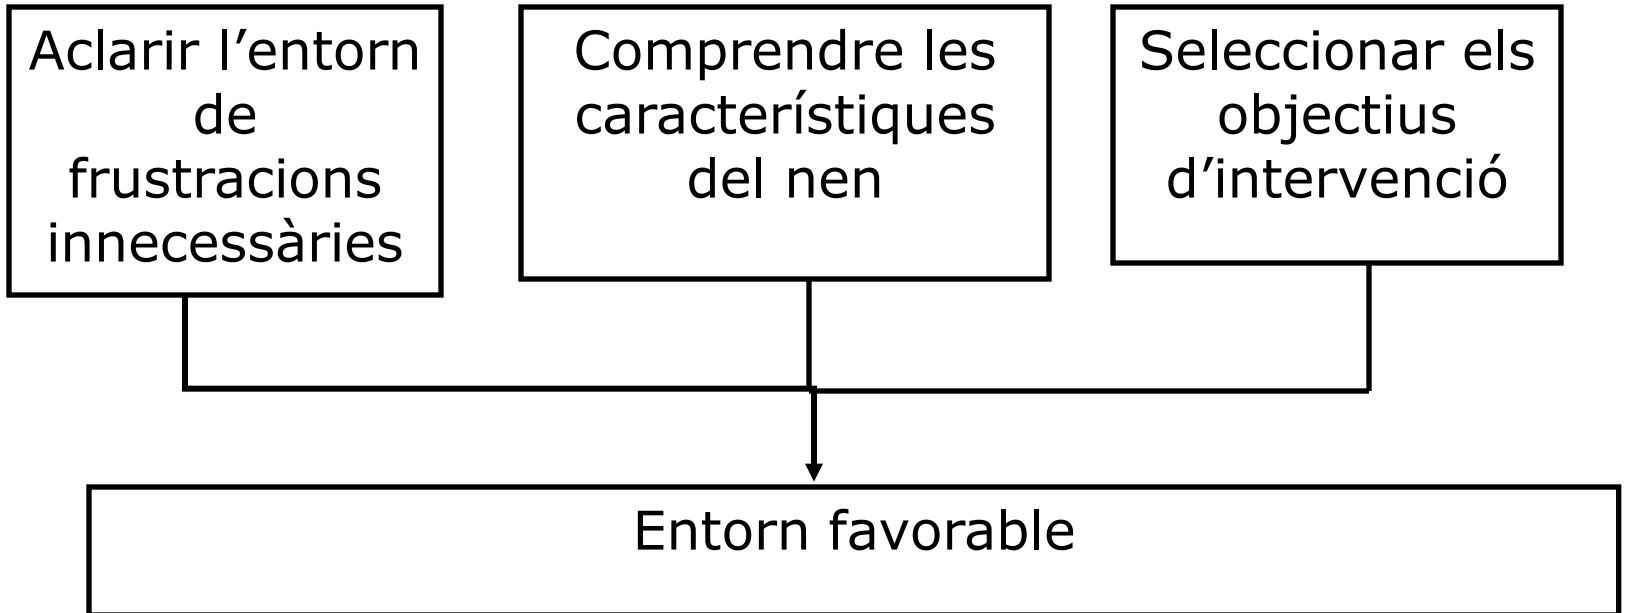 Aclarir l’entorn
de
frustracions
innecessàries
Comprendre les
característiques
del nen
Seleccionar els
objectius
d’intervenció
Entorn favorable